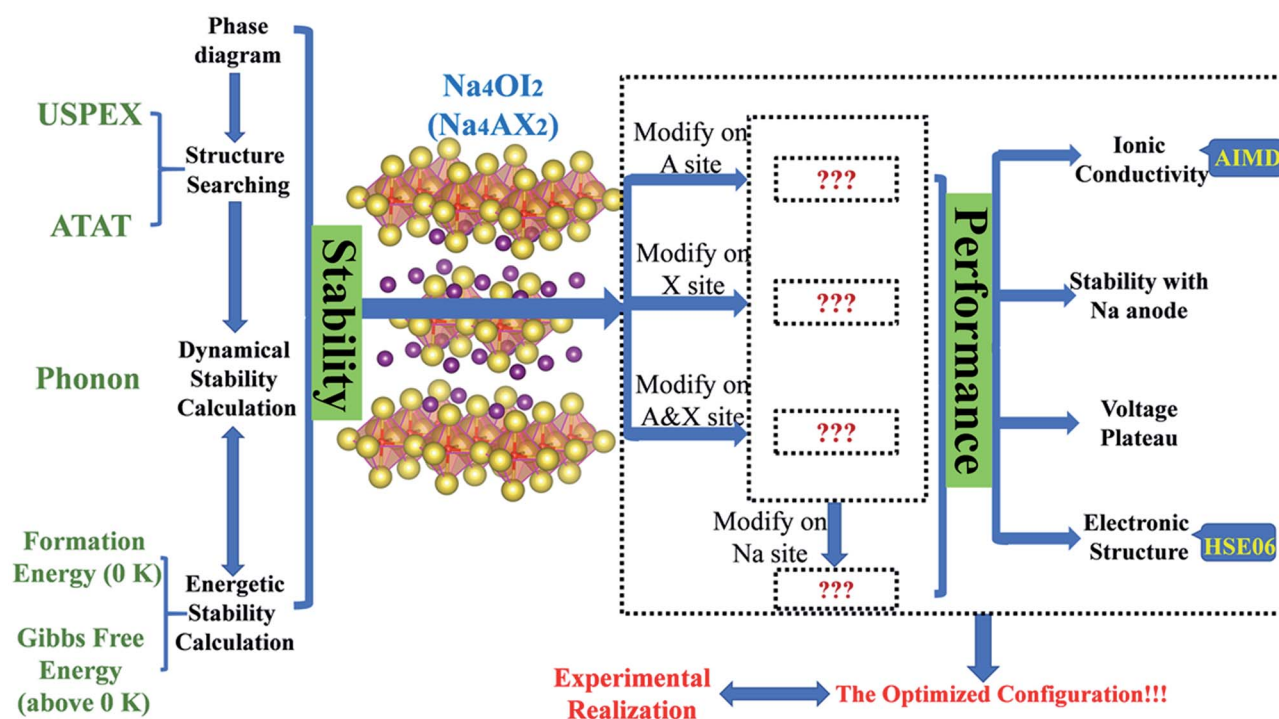 Phase
diagram
USPEX
Structure
Searching
ATAT
Phonon
Dynamical
Stability
Calculation
Formation
Energy (0 K)
Energetic
Stability
Calculation
Gibbs Free
Energy
(above 0 K)
Stability
Na₄OI₂
(Na₄AX₂)
Modify on
A site
???
Modify on
X site
???
Modify on
A&X site
???
Modify on
Na site
???
Performance
Ionic
Conductivity
AIMD
Stability with
Na anode
Voltage
Plateau
Electronic
Structure
HSE06
Experimental
Realization
The Optimized Configuration!!!